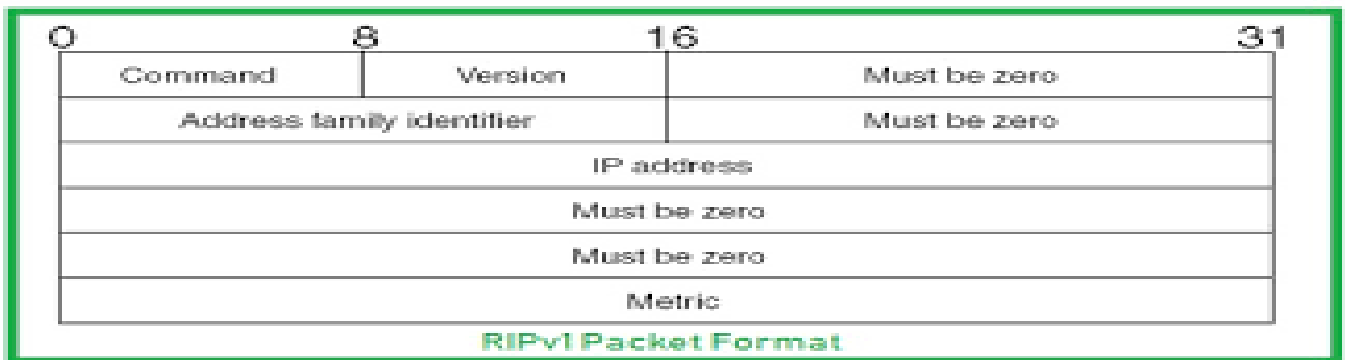 0 8 16 31
Command Version Must be zero
Address family identifier Must be zero
IP address
Must be zero
Must be zero
Metric
RIPv1 Packet Format